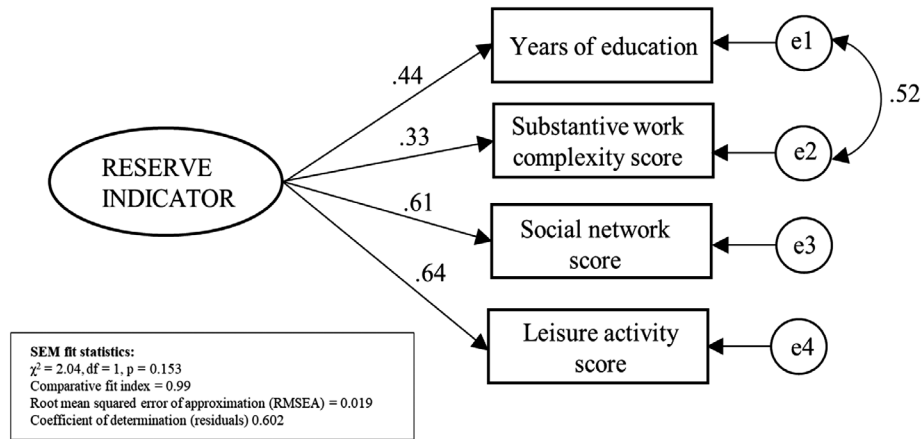 RESERVE
INDICATOR
.44
.33
.61
.64
Years of education
Substantive work
complexity score
Social network
score
Leisure activity
score
e1
e2
e3
e4
.52
SEM fit statistics:
χ² = 2.04, df = 1, p = 0.153
Comparative fit index = 0.99
Root mean squared error of approximation (RMSEA) = 0.019
Coefficient of determination (residuals) 0.602